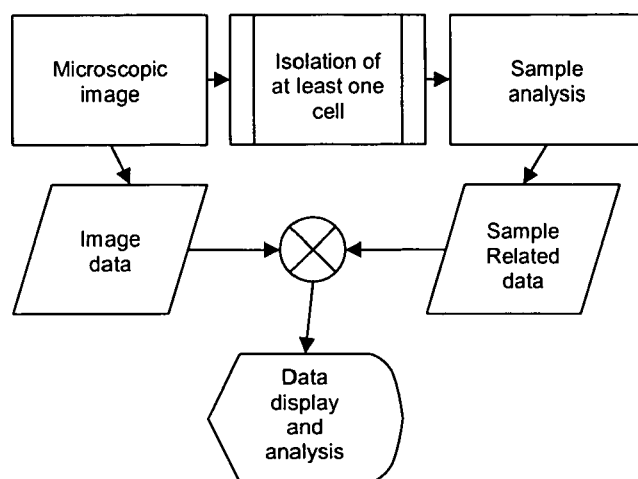 Microscopic
image
Isolation of
at least one
cell
Sample
analysis
Image
data
Sample
Related
data
Data
display
and
analysis